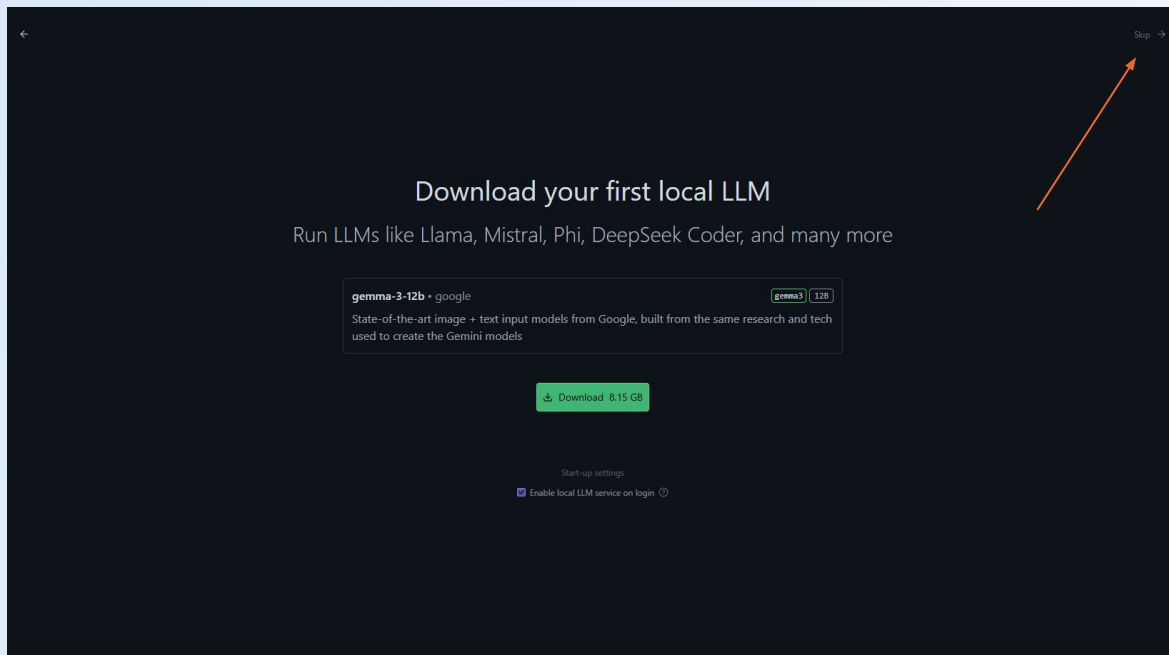 Skip
Download your first local LLM
Run LLMs like Llama, Mistral, Phi, DeepSeek Coder, and many more
gemma-3-12b • google
gemma3 12B
State-of-the-art image + text input models from Google, built from the same research and tech
used to create the Gemini models
Download 8.15 GB
Start-up settings
Enable local LLM service on login